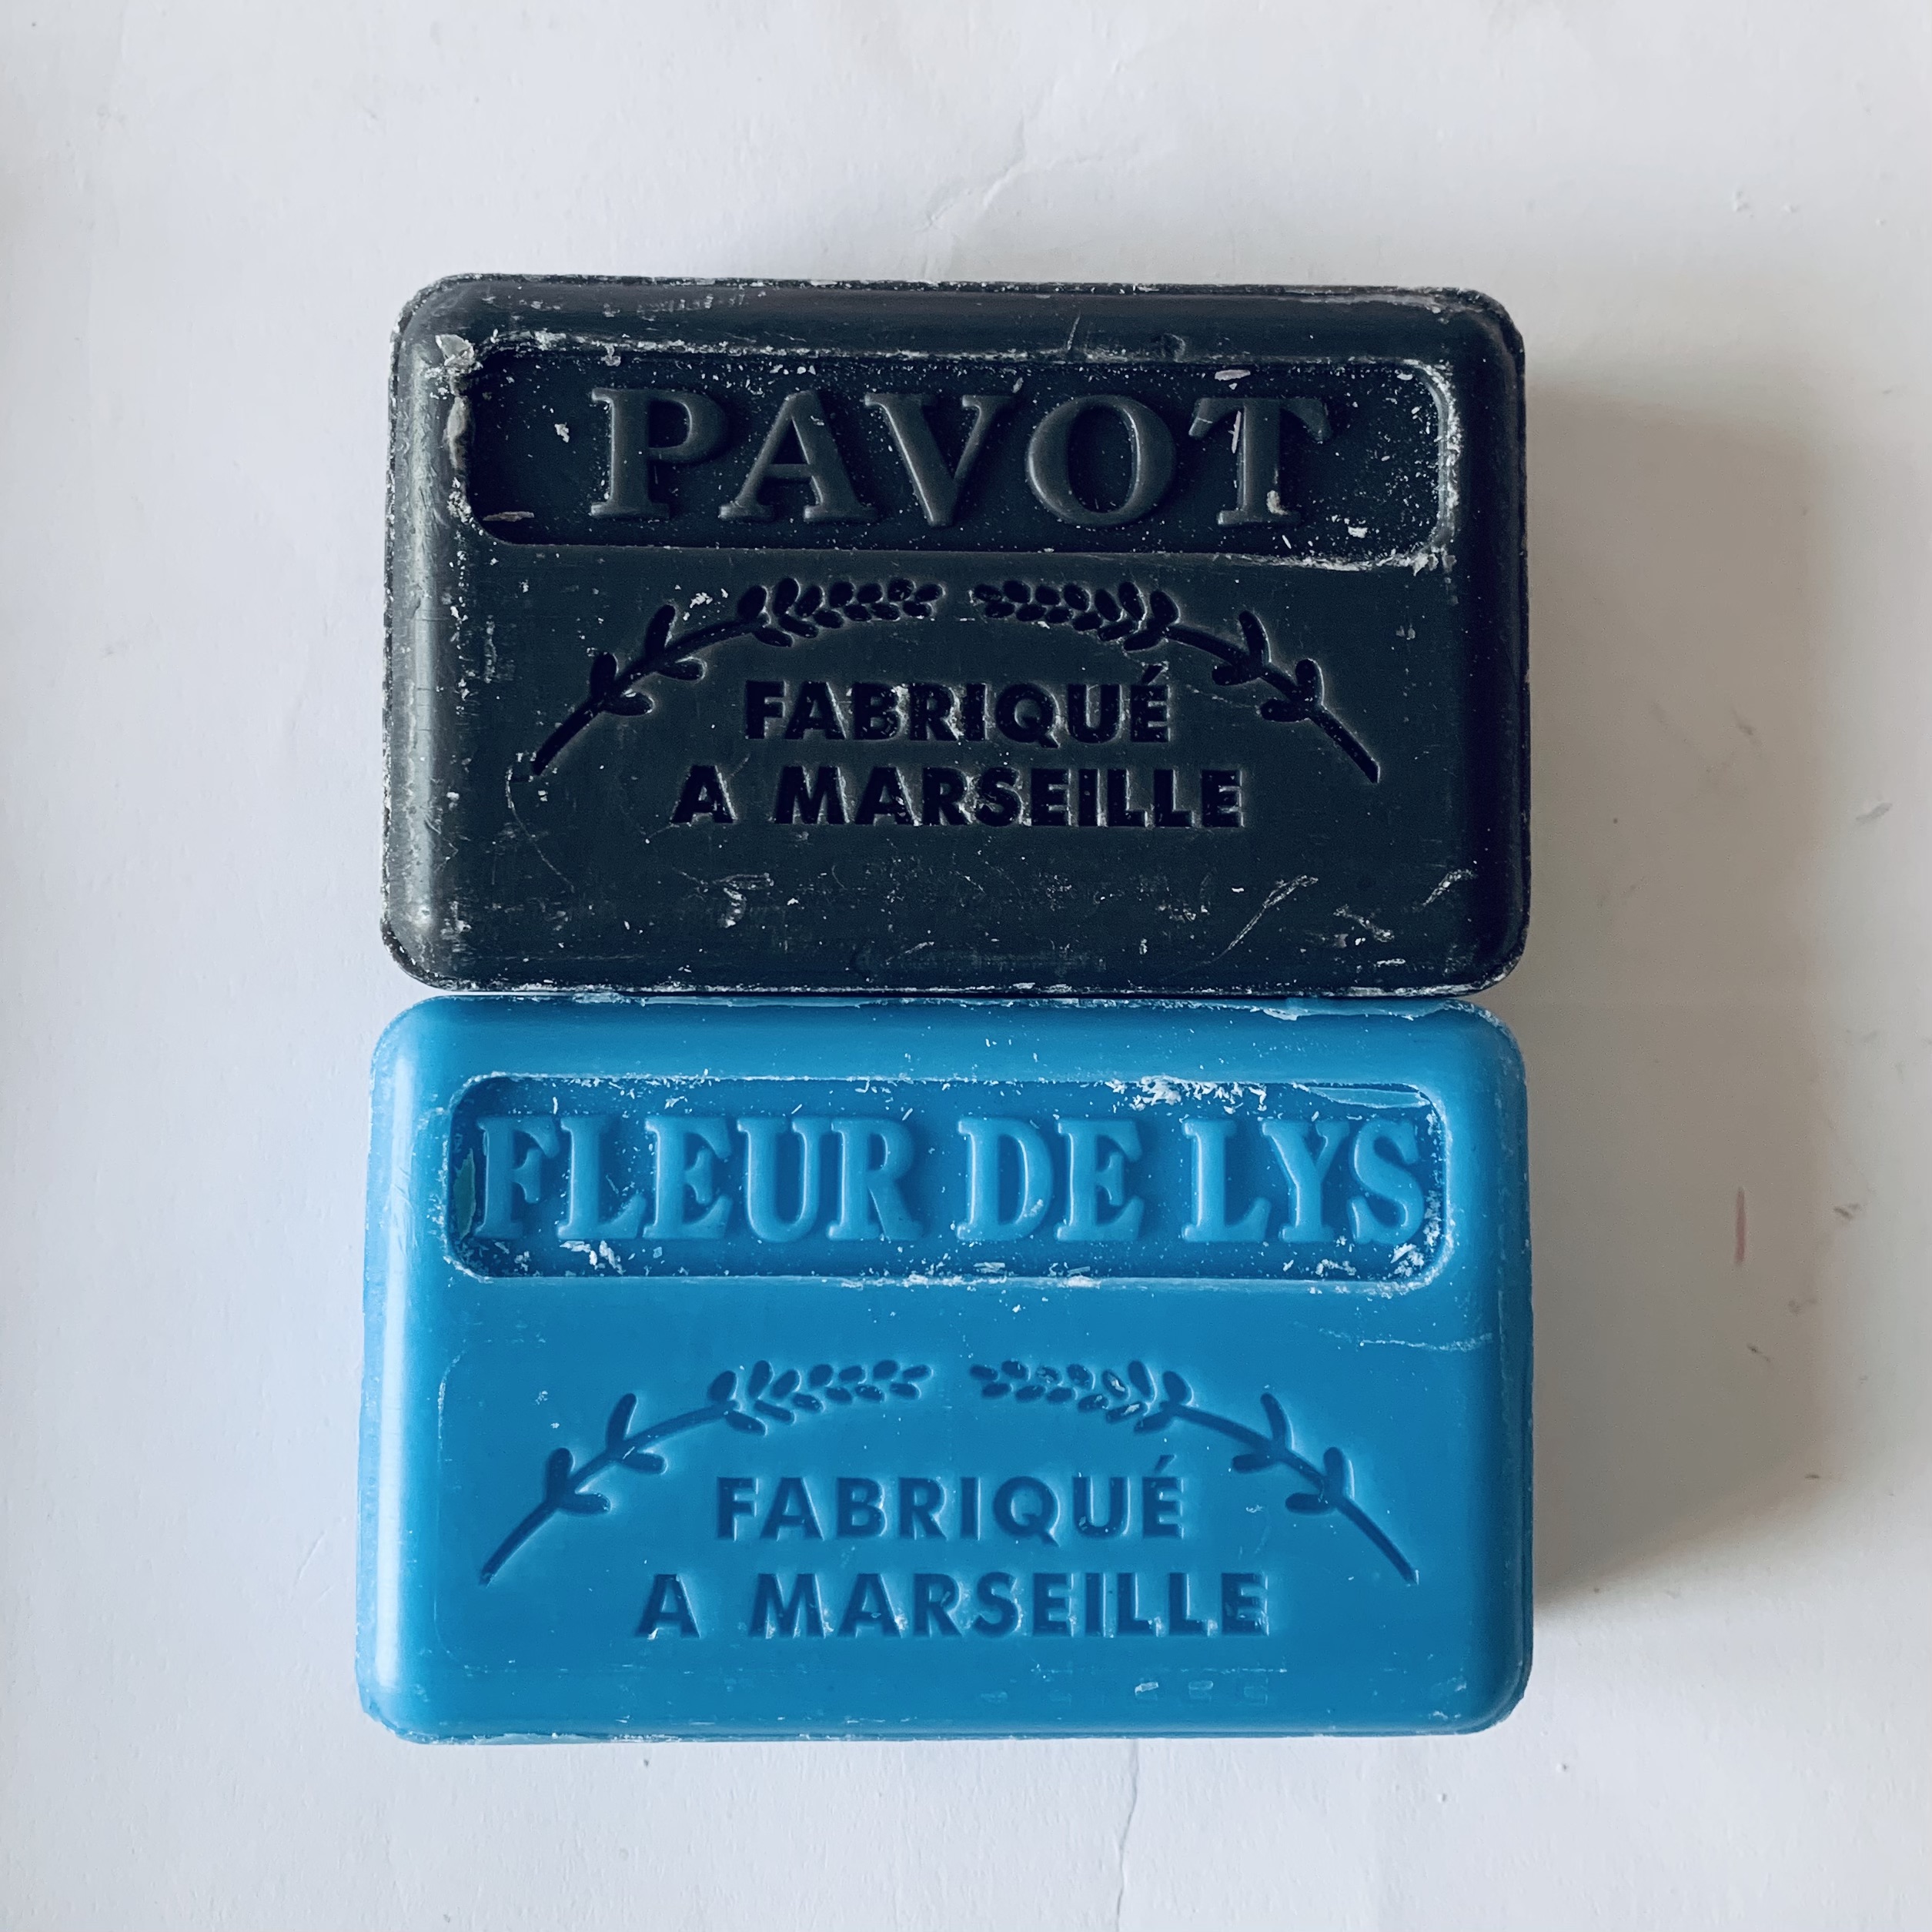 PAVOT
FABRIQUÉ
A MARSEILLE
FLEUR DE LYS
FABRIQUÉ
A MARSEILLE